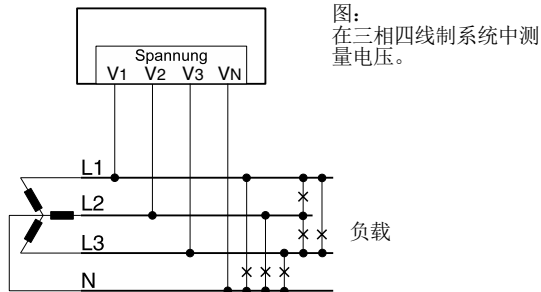 图:
在三相四线制系统中测
量电压。
Spannung
V1 V2 V3 VN
L1
L2
L3
N
负载